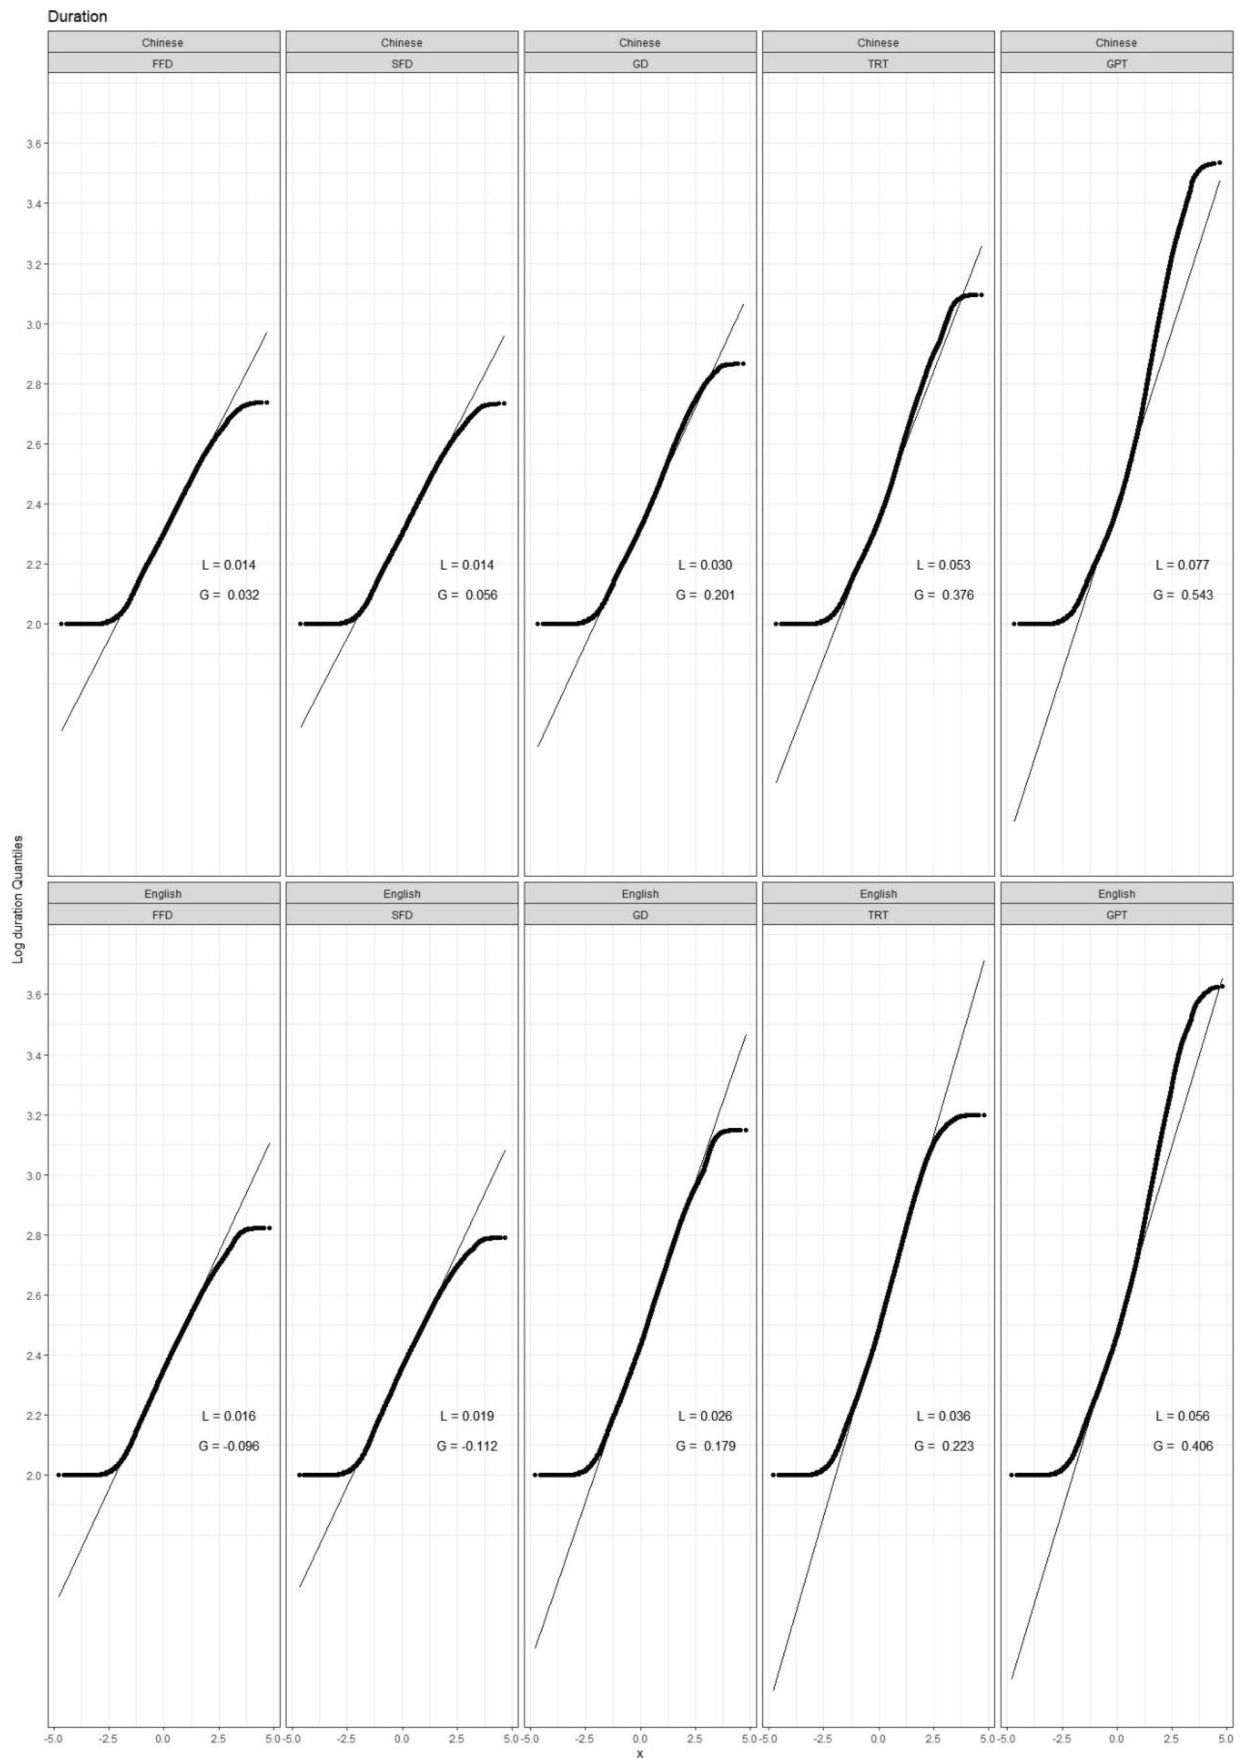 Duration
Chinese Chinese Chinese Chinese Chinese
FFD SFD GD TRT GPT
3.6
3.4
3.2
3.0
2.8
2.6
2.4
2.2
2.0
L = 0.014 L = 0.014 L = 0.030 L = 0.053 L = 0.077
G = 0.032 G = 0.056 G = 0.201 G = 0.376 G = 0.543
Log duration Quantiles
English English English English English
FFD SFD GD TRT GPT
3.6
3.4
3.2
3.0
2.8
2.6
2.4
2.2
2.0
L = 0.016 L = 0.019 L = 0.026 L = 0.036 L = 0.056
G = -0.096 G = -0.112 G = 0.179 G = 0.223 G = 0.406
-5.0 -2.5 0.0 2.5 5.0 -5.0 -2.5 0.0 2.5 5.0 -5.0 -2.5 0.0 2.5 5.0 -5.0 -2.5 0.0 2.5 5.0 -5.0 -2.5 0.0 2.5 5.0
x